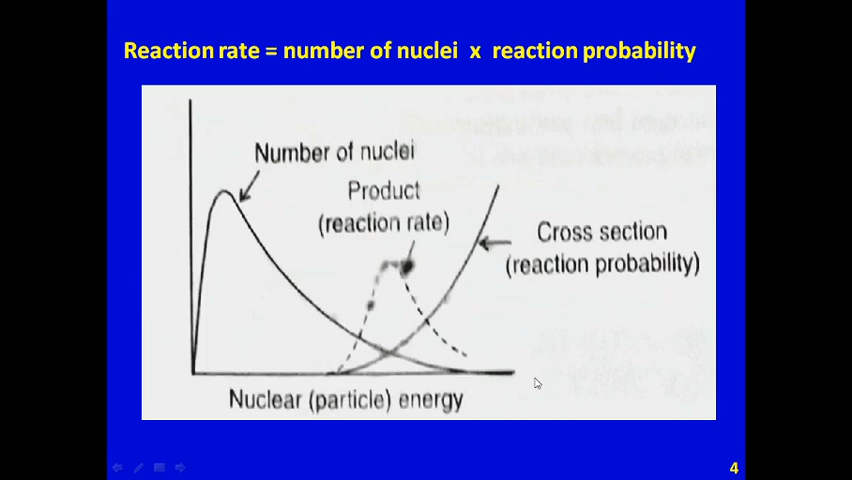 Reaction rate = number of nuclei x reaction probability
Number of nuclei
Product
(reaction rate)
Cross section
(reaction probability)
Nuclear (particle) energy
4